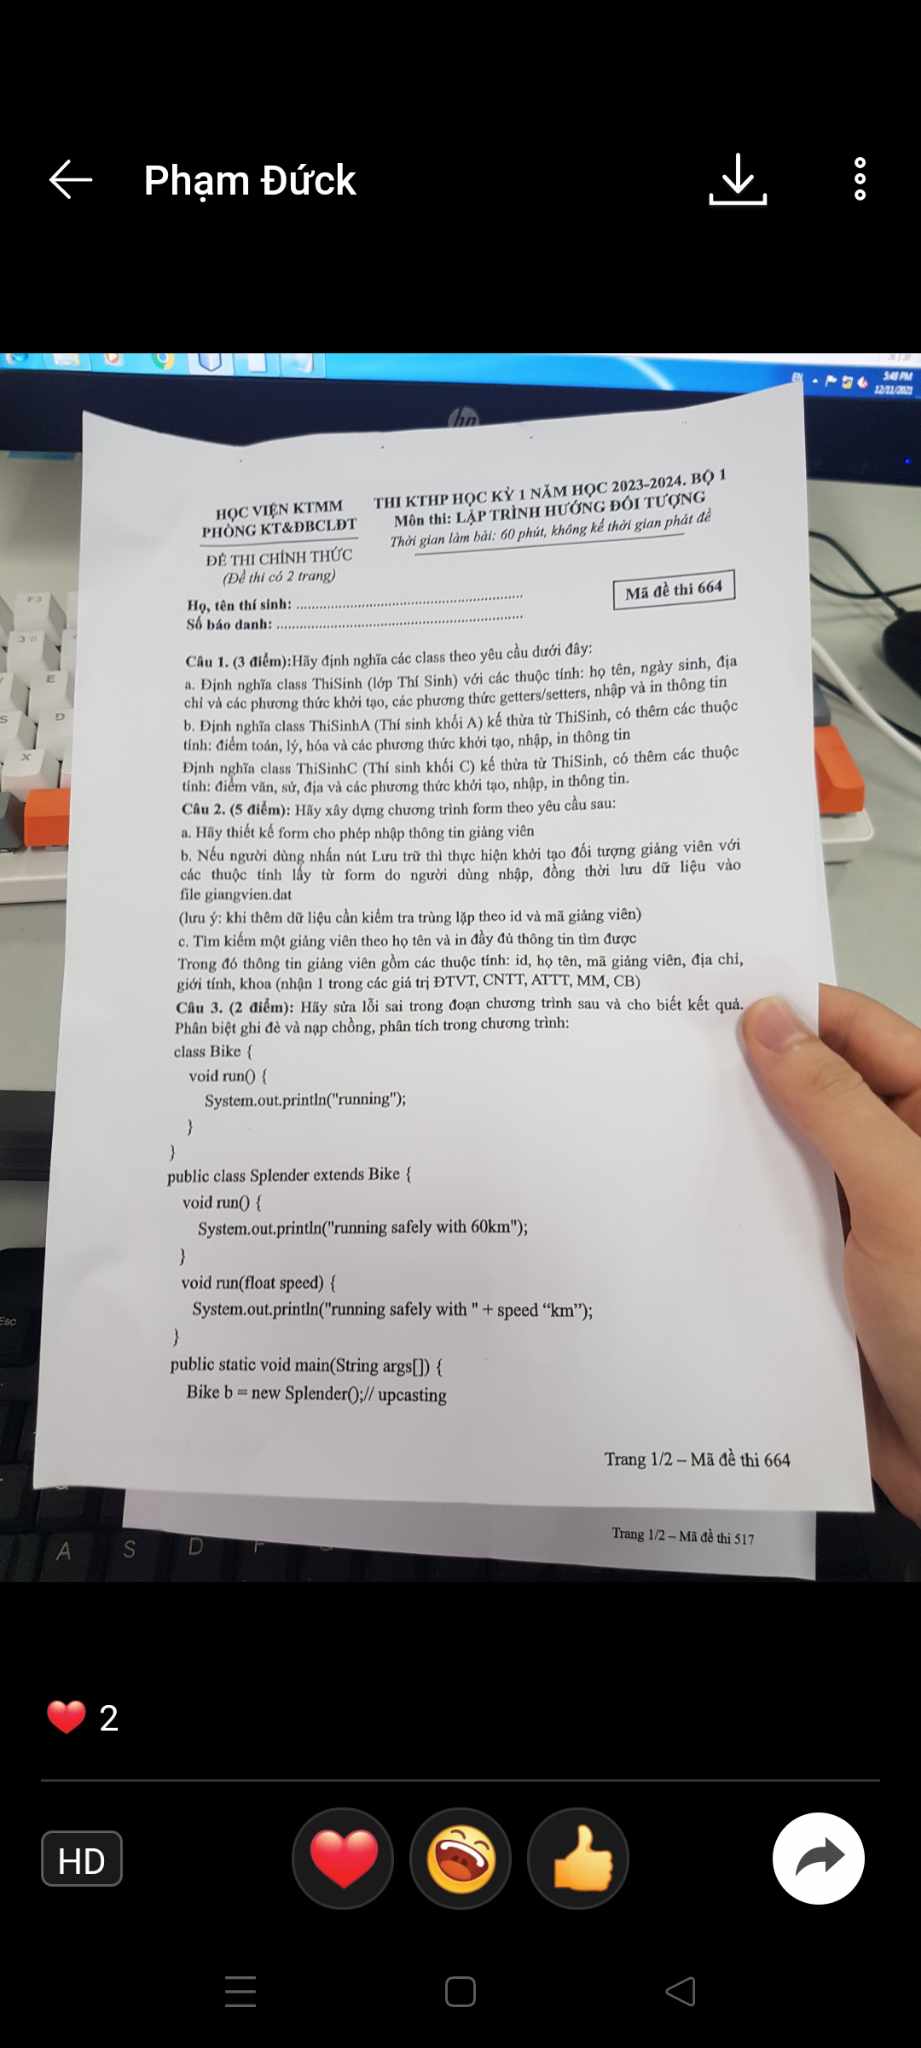 Phạm Đứck
5:48 PM
hp
HỌC VIỆN KTMM
PHÒNG KT&ĐBCLĐT
ĐỀ THI CHÍNH THỨC
(Đề thi có 2 trang)
THI KTHP HỌC KỲ 1 NĂM HỌC 2023-2024. BỘ 1
Môn thi: LẬP TRÌNH HƯỚNG ĐỐI TƯỢNG
Thời gian làm bài: 60 phút, không kể thời gian phát đề
Họ, tên thí sinh:
Số báo danh:
Mã đề thi 664
Câu 1. (3 điểm):Hãy định nghĩa các class theo yêu cầu dưới đây:
a. Định nghĩa class ThiSinh (lớp Thí Sinh) với các thuộc tính: họ tên, ngày sinh, địa
chỉ và các phương thức khởi tạo, các phương thức getters/setters, nhập và in thông tin
b. Định nghĩa class ThiSinhA (Thí sinh khối A) kế thừa từ ThiSinh, có thêm các thuộc
tính: điểm toán, lý, hóa và các phương thức khởi tạo, nhập, in thông tin
Định nghĩa class ThiSinhC (Thí sinh khối C) kế thừa từ ThiSinh, có thêm các thuộc
tính: điểm văn, sử, địa và các phương thức khởi tạo, nhập, in thông tin.
Câu 2. (5 điểm): Hãy xây dựng chương trình form theo yêu cầu sau:
a. Hãy thiết kế form cho phép nhập thông tin giảng viên
b. Nếu người dùng nhấn nút Lưu trữ thì thực hiện khởi tạo đối tượng giảng viên với
các thuộc tính lấy từ form do người dùng nhập, đồng thời lưu dữ liệu vào
file giangvien.dat
(lưu ý: khi thêm dữ liệu cần kiểm tra trùng lặp theo id và mã giảng viên)
c. Tìm kiếm một giảng viên theo họ tên và in đầy đủ thông tin tìm được
Trong đó thông tin giảng viên gồm các thuộc tính: id, họ tên, mã giảng viên, địa chỉ,
giới tính, khoa (nhận 1 trong các giá trị ĐTVT, CNTT, ATTT, MM, CB)
Câu 3. (2 điểm): Hãy sửa lỗi sai trong đoạn chương trình sau và cho biết kết quả.
Phân biệt ghi đè và nạp chồng, phân tích trong chương trình:
class Bike {
void run() {
System.out.println("running");
}
}
public class Splender extends Bike {
void run() {
System.out.println("running safely with 60km");
}
void run(float speed) {
System.out.println("running safely with " + speed “km”);
}
public static void main(String args[]) {
Bike b = new Splender();// upcasting
Trang 1/2 – Mã đề thi 664
Trang 1/2 – Mã đề thi 517
F3
E
S
D
X
Esc
A
S
D
F
2
HD